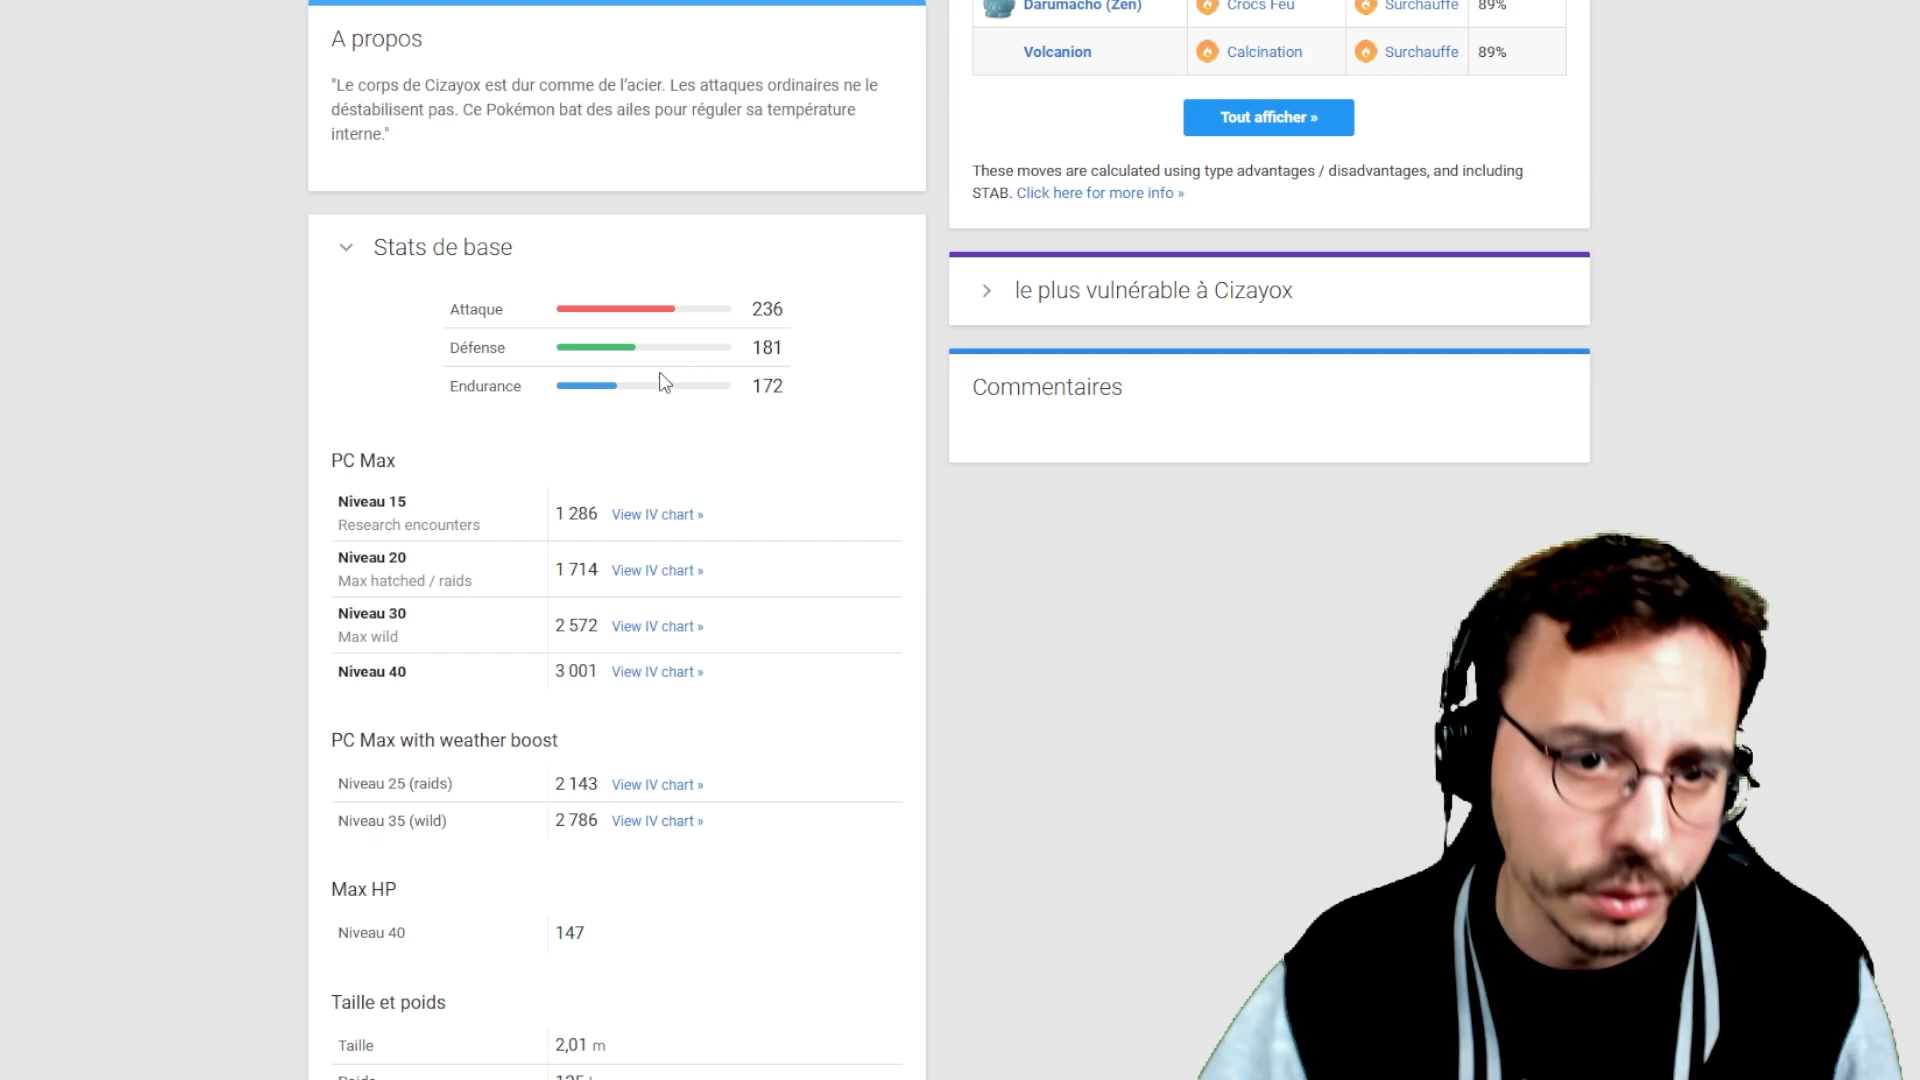 A propos
"Le corps de Cizayox est dur comme de l’acier. Les attaques ordinaires ne le
déstabilisent pas. Ce Pokémon bat des ailes pour réguler sa température
interne."
Stats de base
Attaque 236
Défense 181
Endurance 172
PC Max
Niveau 15
Research encounters
1 286 View IV chart »
Niveau 20
Max hatched / raids
1 714 View IV chart »
Niveau 30
Max wild
2 572 View IV chart »
Niveau 40 3 001 View IV chart »
PC Max with weather boost
Niveau 25 (raids) 2 143 View IV chart »
Niveau 35 (wild) 2 786 View IV chart »
Max HP
Niveau 40 147
Taille et poids
Taille 2,01 m
Darumacho (Zen) Crocs Feu Surchauffe 89%
Volcanion Calcination Surchauffe 89%
Tout afficher »
These moves are calculated using type advantages / disadvantages, and including
STAB. Click here for more info »
le plus vulnérable à Cizayox
Commentaires